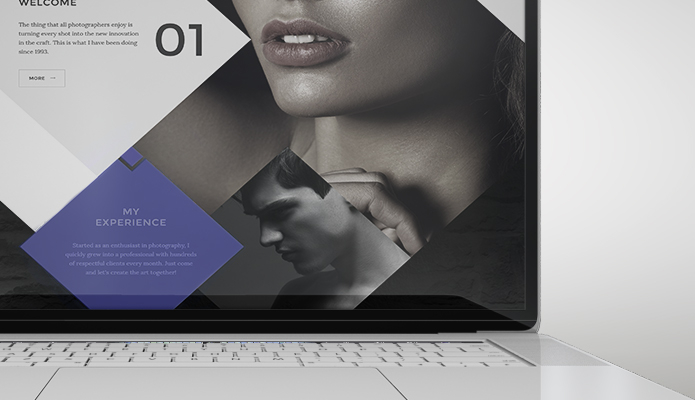 WELCOME
The thing that all photographers enjoy is
turning every shot into the new innovation
in the craft. This is what I have been doing
since 1993.
01
MORE →
MY
EXPERIENCE
Started as an enthusiast in photography, I
quickly grew into a professional with hundreds
of respectful clients every month. Just come
and let's create the art together!